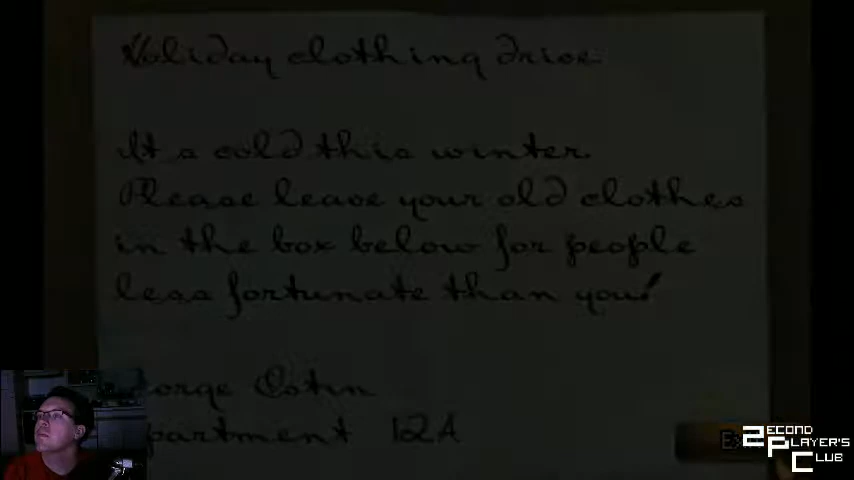 Holiday clothing drive
It a cold this winter.
Please leave your old clothes
in the box below for people
less fortunate than you!
Apartment 12A
2ECOND
PLAYER'S
CLUB